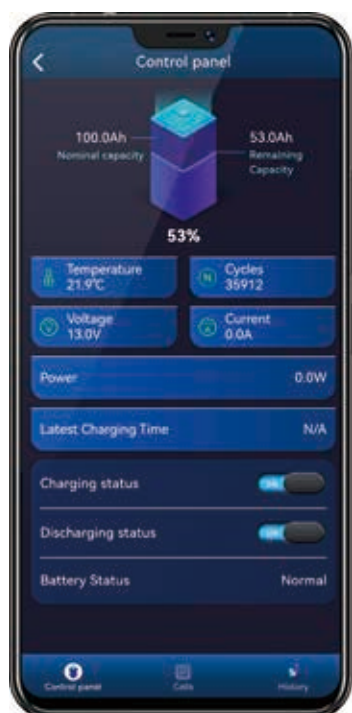 Control panel
100.0Ah
Nominal capacity
53.0Ah
Remaining
Capacity
53%
Temperature
21.9℃
Cycles
35912
Voltage
13.0V
Current
0.0A
Power 0.0W
Latest Charging Time N/A
Charging status
Discharging status
Battery Status Normal
Control panel
Cells
History